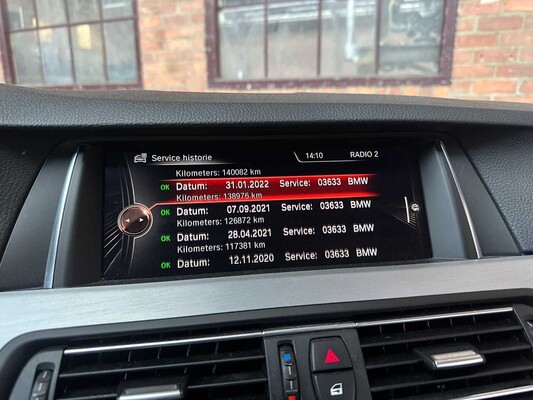 Service historie 14:10 RADIO 2
Kilometers: 140082 km
OK Datum: 31.01.2022 Service: 03633 BMW
Kilometers: 138976 km
OK Datum: 07.09.2021 Service: 03633 BMW
Kilometers: 126872 km
OK Datum: 28.04.2021 Service: 03633 BMW
Kilometers: 117381 km
OK Datum: 12.11.2020 Service: 03633 BMW